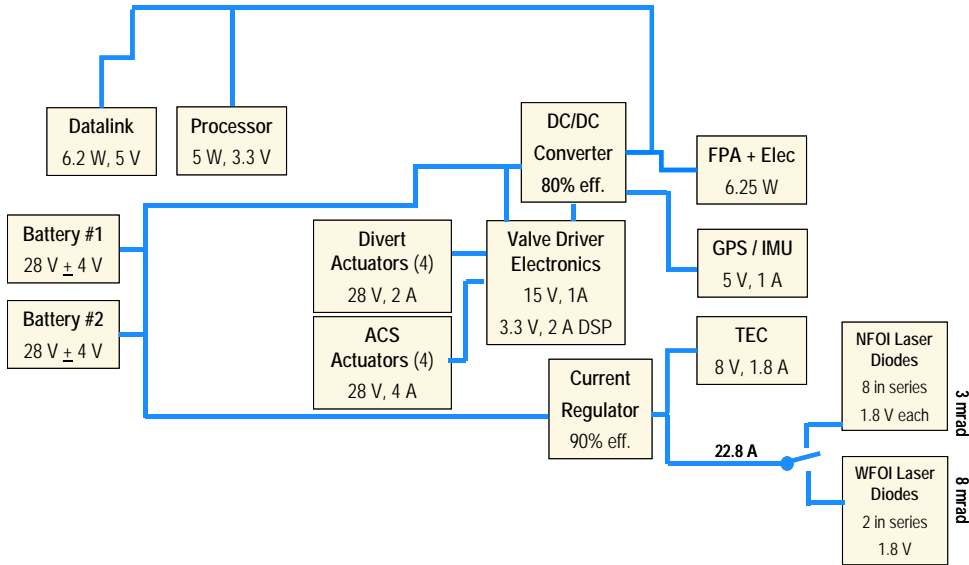 Datalink
6.2 W, 5 V
Processor
5 W, 3.3 V
DC/DC
Converter
80% eff.
FPA + Elec
6.25 W
Battery #1
28 V ± 4 V
Battery #2
28 V ± 4 V
Divert
Actuators (4)
28 V, 2 A
ACS
Actuators (4)
28 V, 4 A
Valve Driver
Electronics
15 V, 1A
3.3 V, 2 A DSP
GPS / IMU
5 V, 1 A
TEC
8 V, 1.8 A
Current
Regulator
90% eff.
22.8 A
NFOI Laser
Diodes
8 in series
1.8 V each
3 mrad
WFOI Laser
Diodes
2 in series
1.8 V
8 mrad